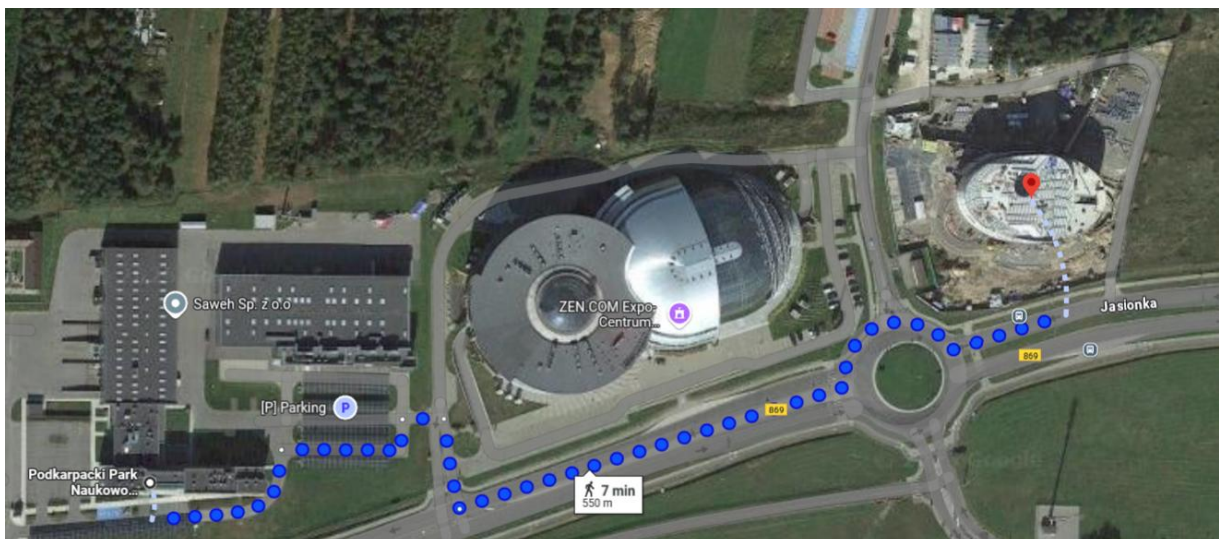 Saweh Sp. z o.o
ZEN.COM Expo-
Centrum...
Jasionka
869
[P] Parking
P
869
Podkarpacki Park
Naukowo...
7 min
550 m